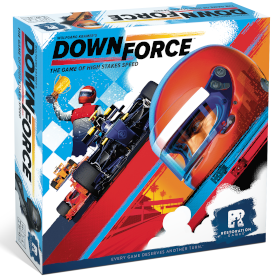 WOLFGANG KRAMER'S
DOWNFORCE
THE GAME OF HIGH STAKES SPEED
EVERY GAME DESERVES ANOTHER TURN
RESTORATION
GAMES